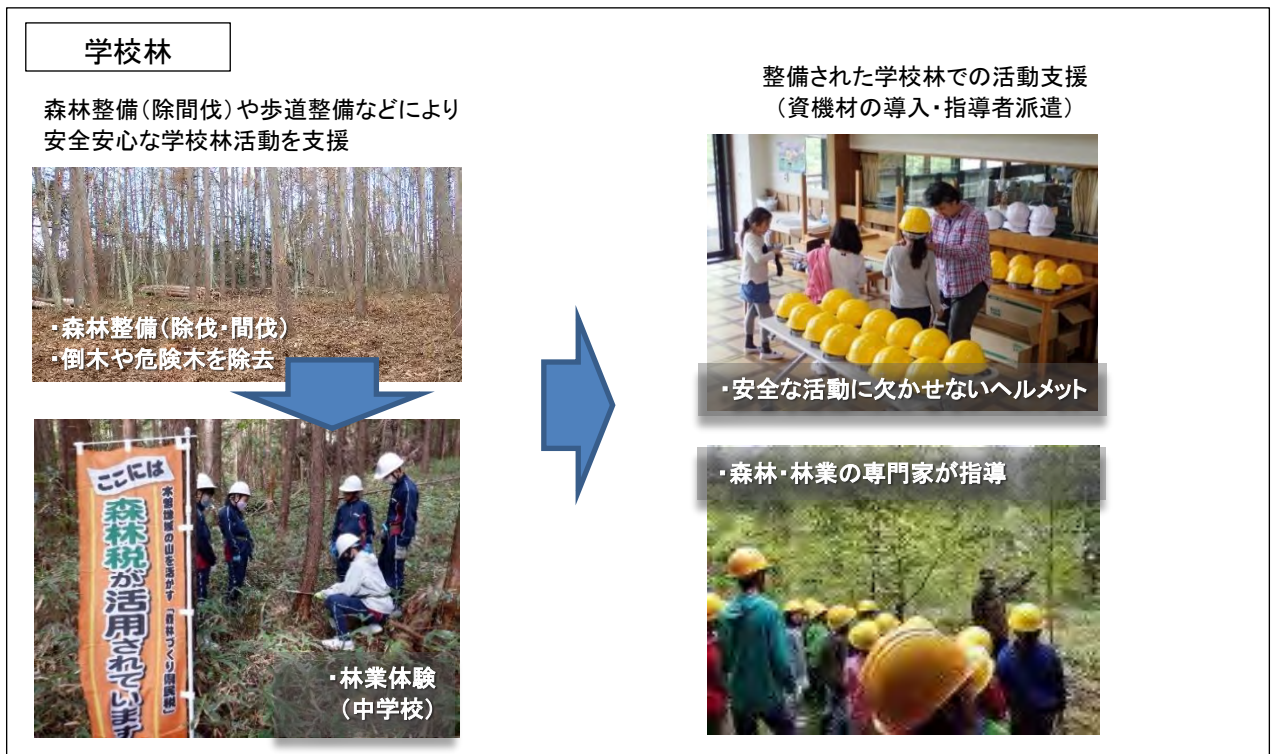 学校林
森林整備（除間伐）や歩道整備などにより
安全安心な学校林活動を支援
・森林整備（除伐・間伐）
・倒木や危険木を除去
ここには
森林税が活用されています
・林業体験
（中学校）
整備された学校林での活動支援
（資機材の導入・指導者派遣）
・安全な活動に欠かせないヘルメット
・森林・林業の専門家が指導